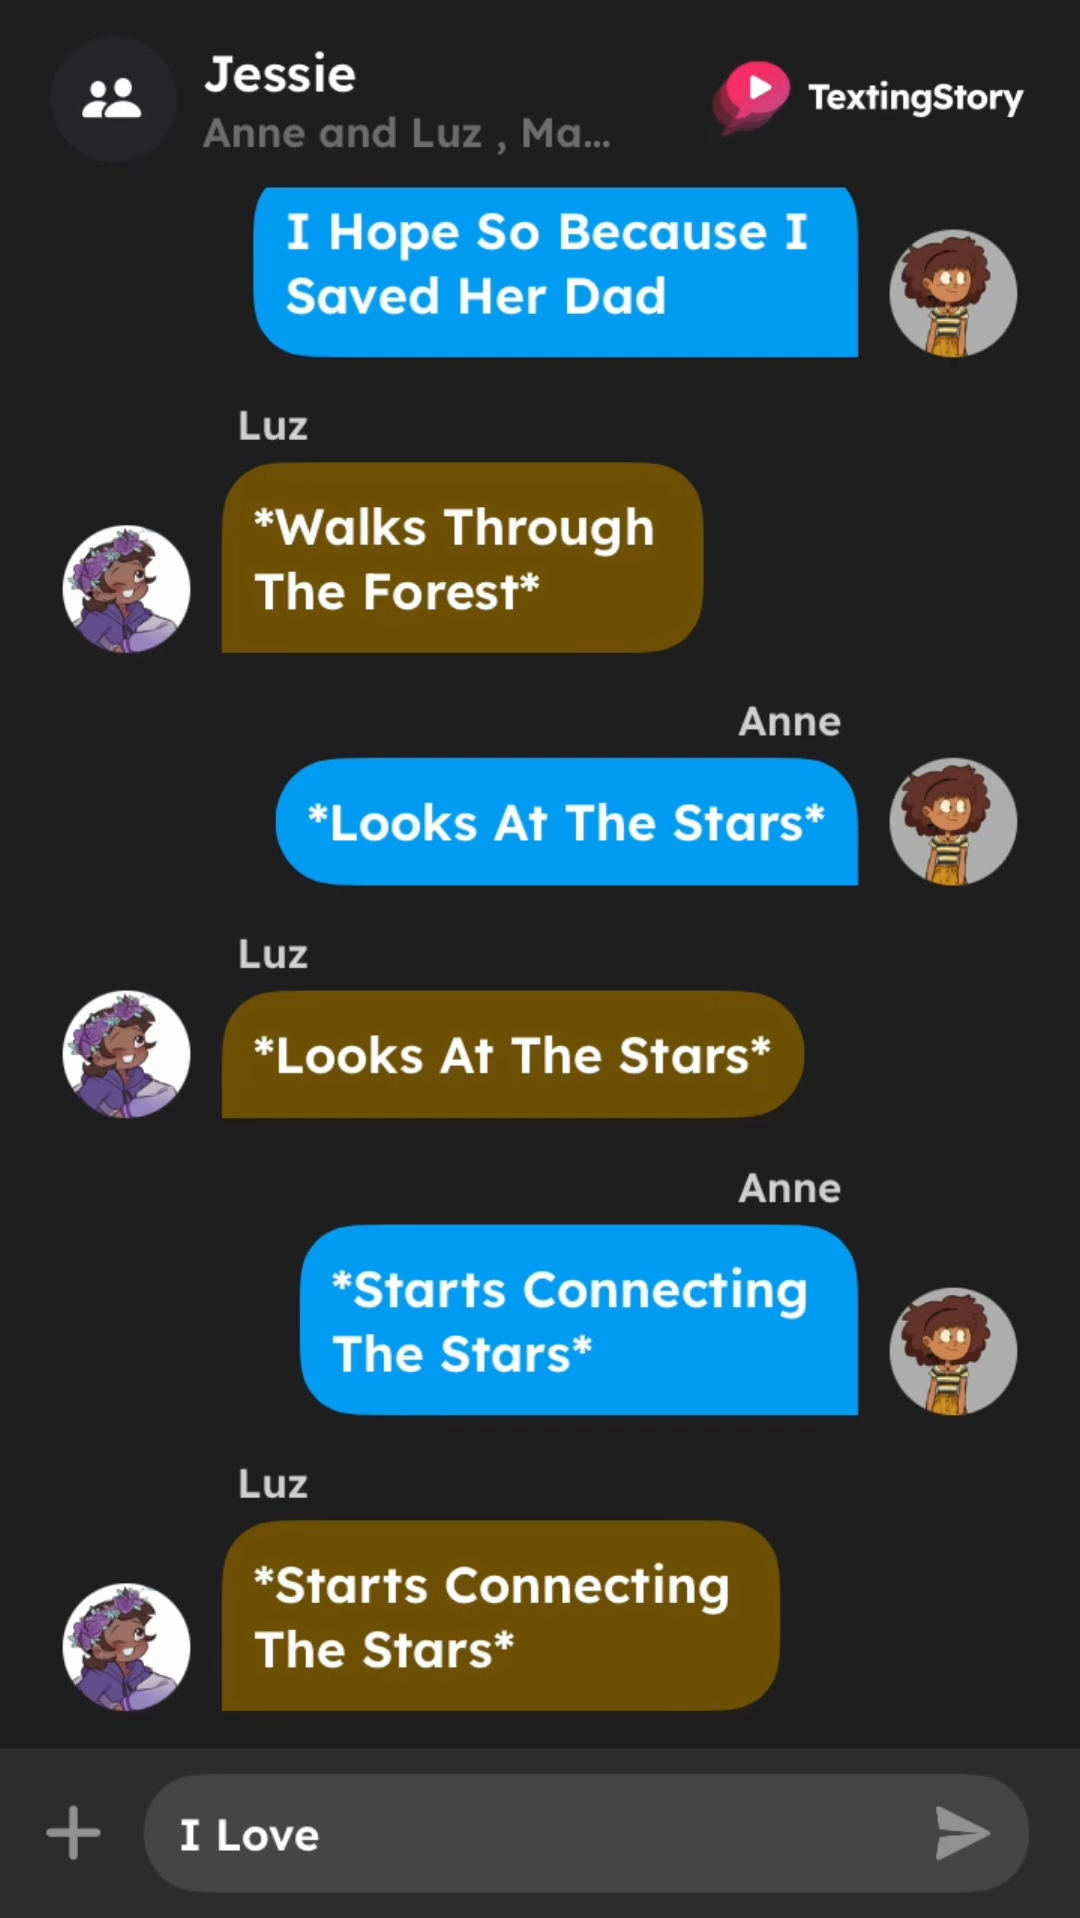 Jessie
Anne and Luz , Ma...
TextingStory
I Hope So Because I
Saved Her Dad
Luz
*Walks Through
The Forest*
Anne
*Looks At The Stars*
Luz
*Looks At The Stars*
Anne
*Starts Connecting
The Stars*
Luz
*Starts Connecting
The Stars*
I Love